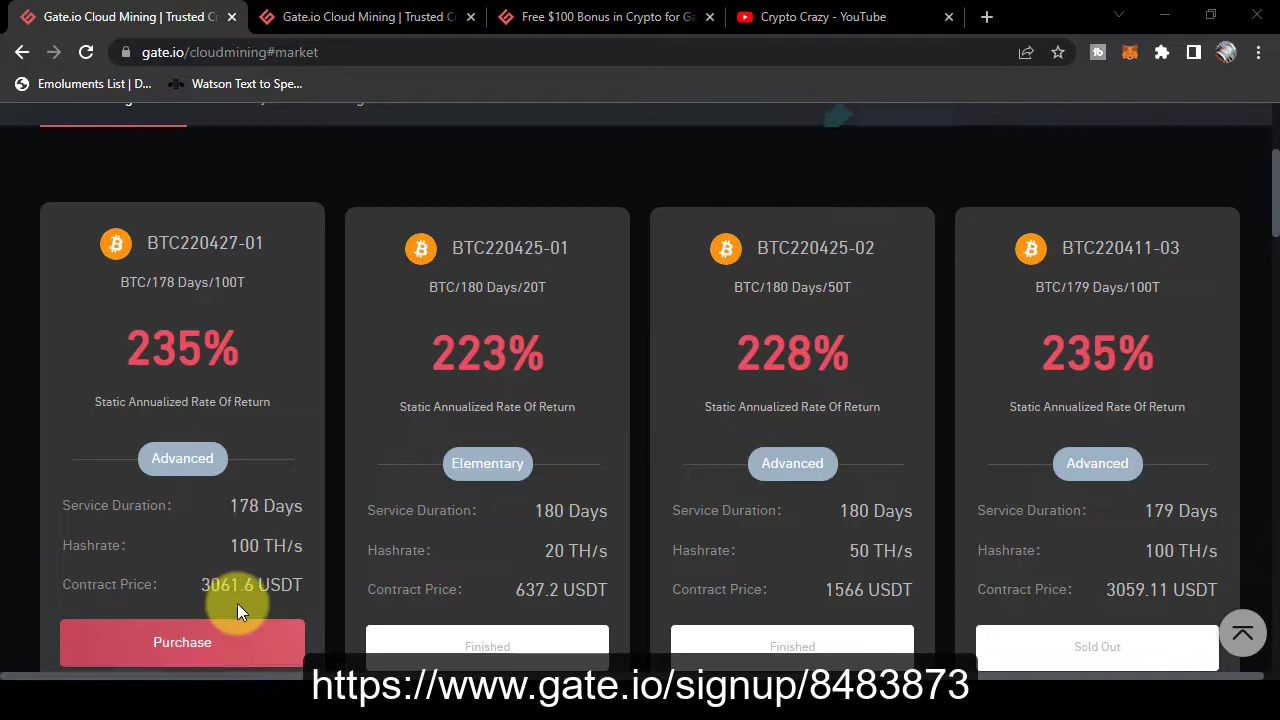 Gate.io Cloud Mining | Trusted Cr
Gate.io Cloud Mining | Trusted Cr
Free $100 Bonus in Crypto for Ga
Crypto Crazy - YouTube
gate.io/cloudmining#market
Emoluments List | D...
Watson Text to Spe...
BTC220427-01
BTC/178 Days/100T
235%
Static Annualized Rate Of Return
Advanced
Service Duration: 178 Days
Hashrate: 100 TH/s
Contract Price: 3061.6 USDT
Purchase
BTC220425-01
BTC/180 Days/20T
223%
Static Annualized Rate Of Return
Elementary
Service Duration: 180 Days
Hashrate: 20 TH/s
Contract Price: 637.2 USDT
Finished
BTC220425-02
BTC/180 Days/50T
228%
Static Annualized Rate Of Return
Advanced
Service Duration: 180 Days
Hashrate: 50 TH/s
Contract Price: 1566 USDT
Finished
BTC220411-03
BTC/179 Days/100T
235%
Static Annualized Rate Of Return
Advanced
Service Duration: 179 Days
Hashrate: 100 TH/s
Contract Price: 3059.11 USDT
Sold Out
https://www.gate.io/signup/8483873